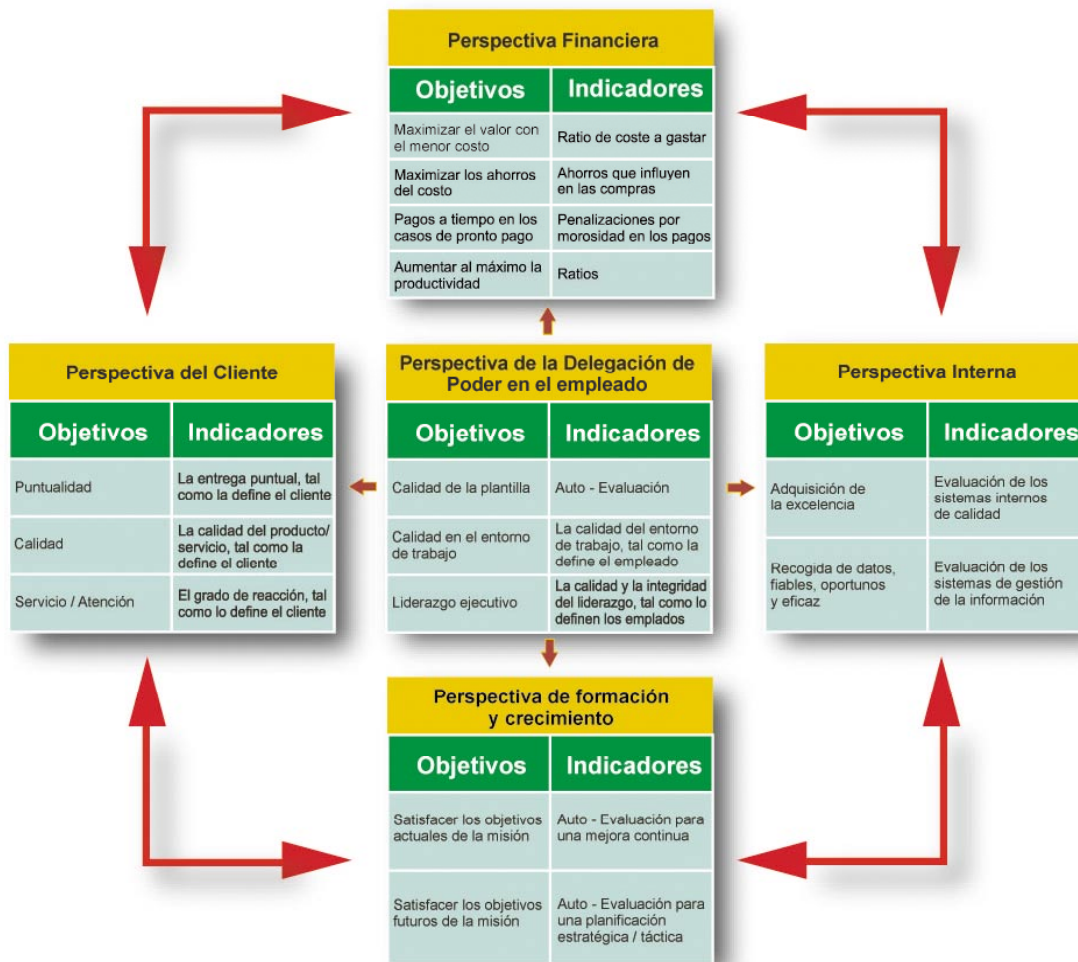 Perspectiva Financiera
Objetivos
Indicadores
Maximizar el valor con
el menor costo
Ratio de coste a gastar
Maximizar los ahorros
del costo
Ahorros que influyen
en las compras
Pagos a tiempo en los
casos de pronto pago
Penalizaciones por
morosidad en los pagos
Aumentar al máximo la
productividad
Ratios
Perspectiva del Cliente
Objetivos
Indicadores
Puntualidad
La entrega puntual, tal
como la define el cliente
Calidad
La calidad del producto/
servicio, tal como la
define el cliente
Servicio / Atención
El grado de reacción, tal
como lo define el cliente
Perspectiva de la Delegación de
Poder en el empleado
Objetivos
Indicadores
Calidad de la plantilla
Auto - Evaluación
Calidad en el entorno
de trabajo
La calidad del entorno
de trabajo, tal como la
define el empleado
Liderazgo ejecutivo
La calidad y la integridad
del liderazgo, tal como lo
definen los emplados
Perspectiva Interna
Objetivos
Indicadores
Adquisición de
la excelencia
Evaluación de los
sistemas internos
de calidad
Recogida de datos,
fiables, oportunos
y eficaz
Evaluación de los
sistemas de gestión
de la información
Perspectiva de formación
y crecimiento
Objetivos
Indicadores
Satisfacer los objetivos
actuales de la misión
Auto - Evaluación para
una mejora continua
Satisfacer los objetivos
futuros de la misión
Auto - Evaluación para
una planificación
estratégica / táctica